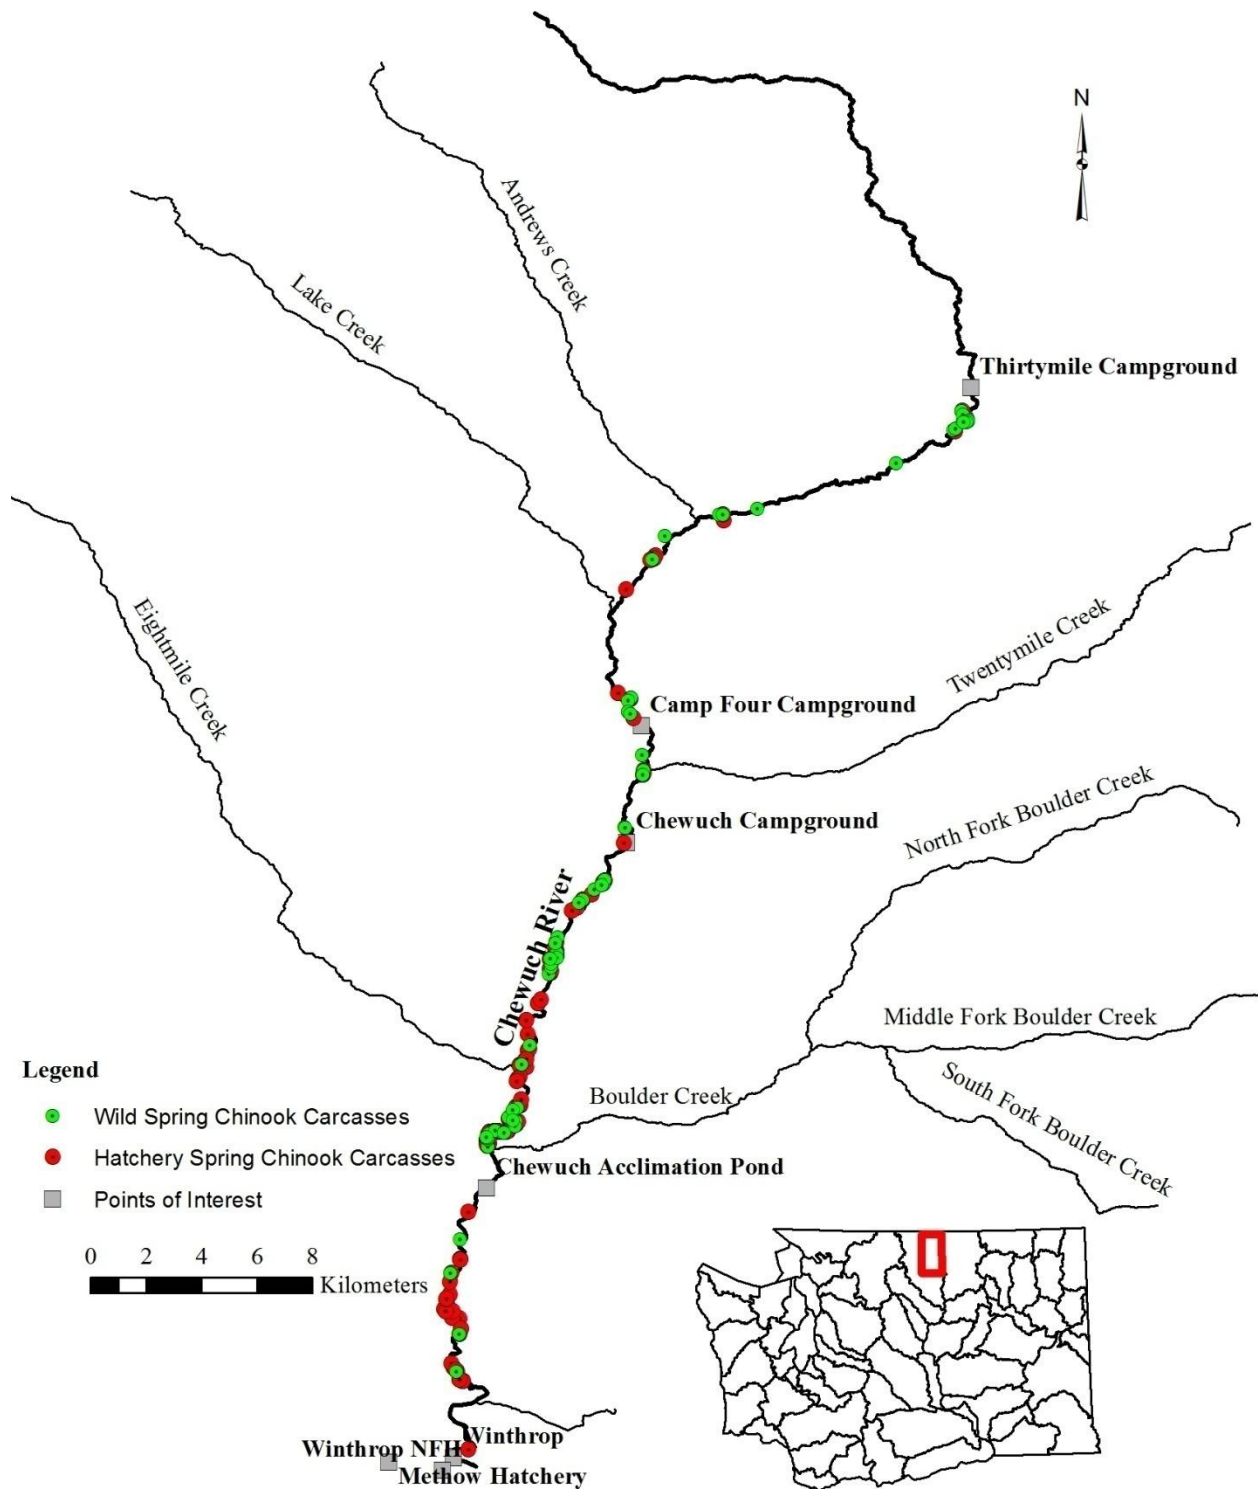 N
Andrews Creek
Lake Creek
Thirtymile Campground
Eightmile Creek
Twentymile Creek
Camp Four Campground
North Fork Boulder Creek
Chewuch Campground
Chewuch River
Middle Fork Boulder Creek
South Fork Boulder Creek
Boulder Creek
Legend
Wild Spring Chinook Carcasses
Hatchery Spring Chinook Carcasses
Points of Interest
Chewuch Acclimation Pond
0 2 4 6 8
Kilometers
Winthrop
Winthrop NFH
Methow Hatchery